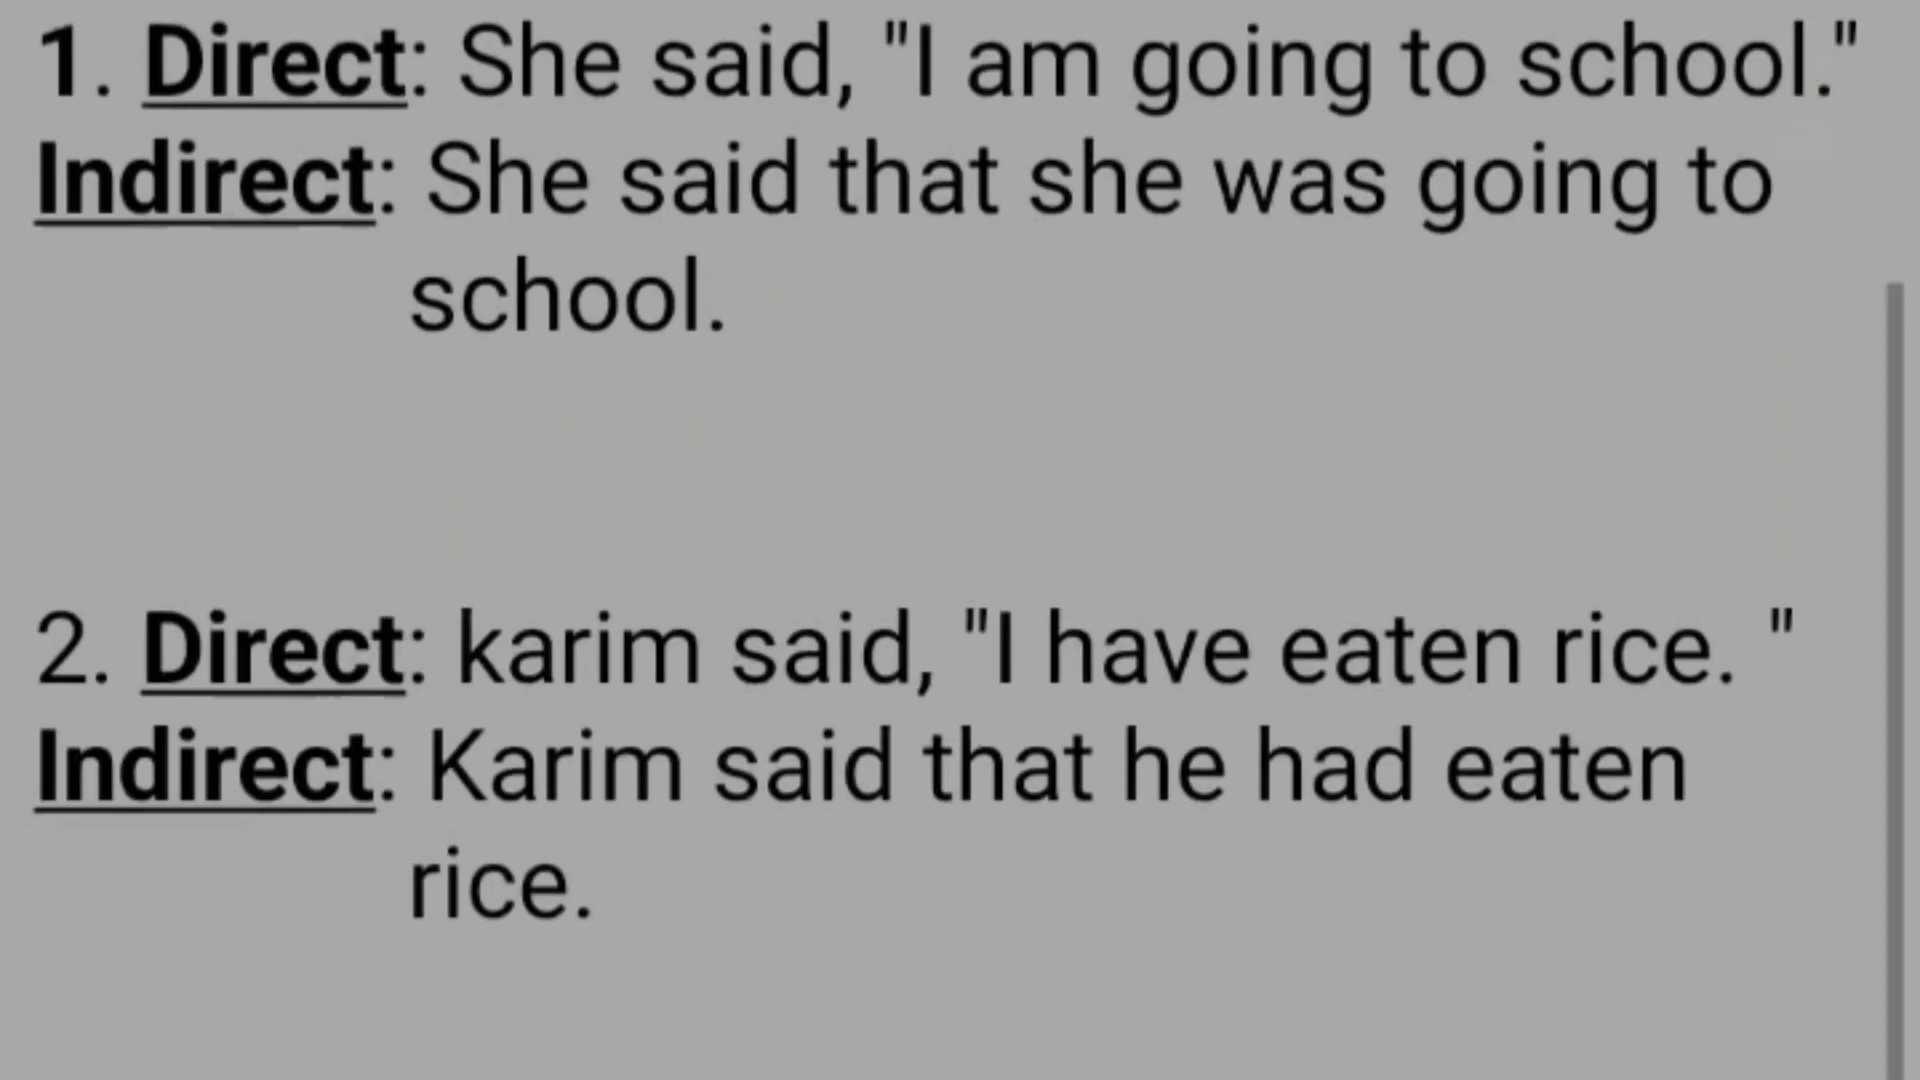 1. Direct: She said, "I am going to school."
Indirect: She said that she was going to
school.
2. Direct: karim said, "I have eaten rice. "
Indirect: Karim said that he had eaten
rice.